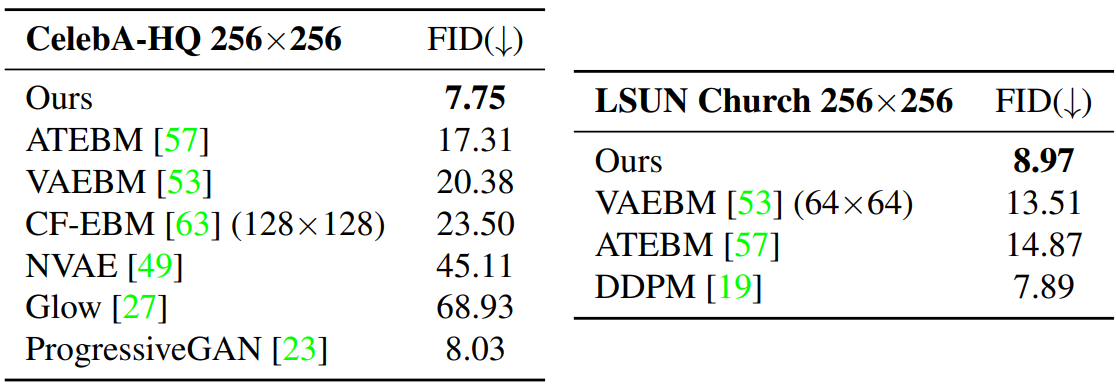 CelebA-HQ 256×256 FID(↓)
Ours 7.75
ATEBM [57] 17.31
VAEBM [53] 20.38
CF-EBM [63] (128×128) 23.50
NVAE [49] 45.11
Glow [27] 68.93
ProgressiveGAN [23] 8.03
LSUN Church 256×256 FID(↓)
Ours 8.97
VAEBM [53] (64×64) 13.51
ATEBM [57] 14.87
DDPM [19] 7.89